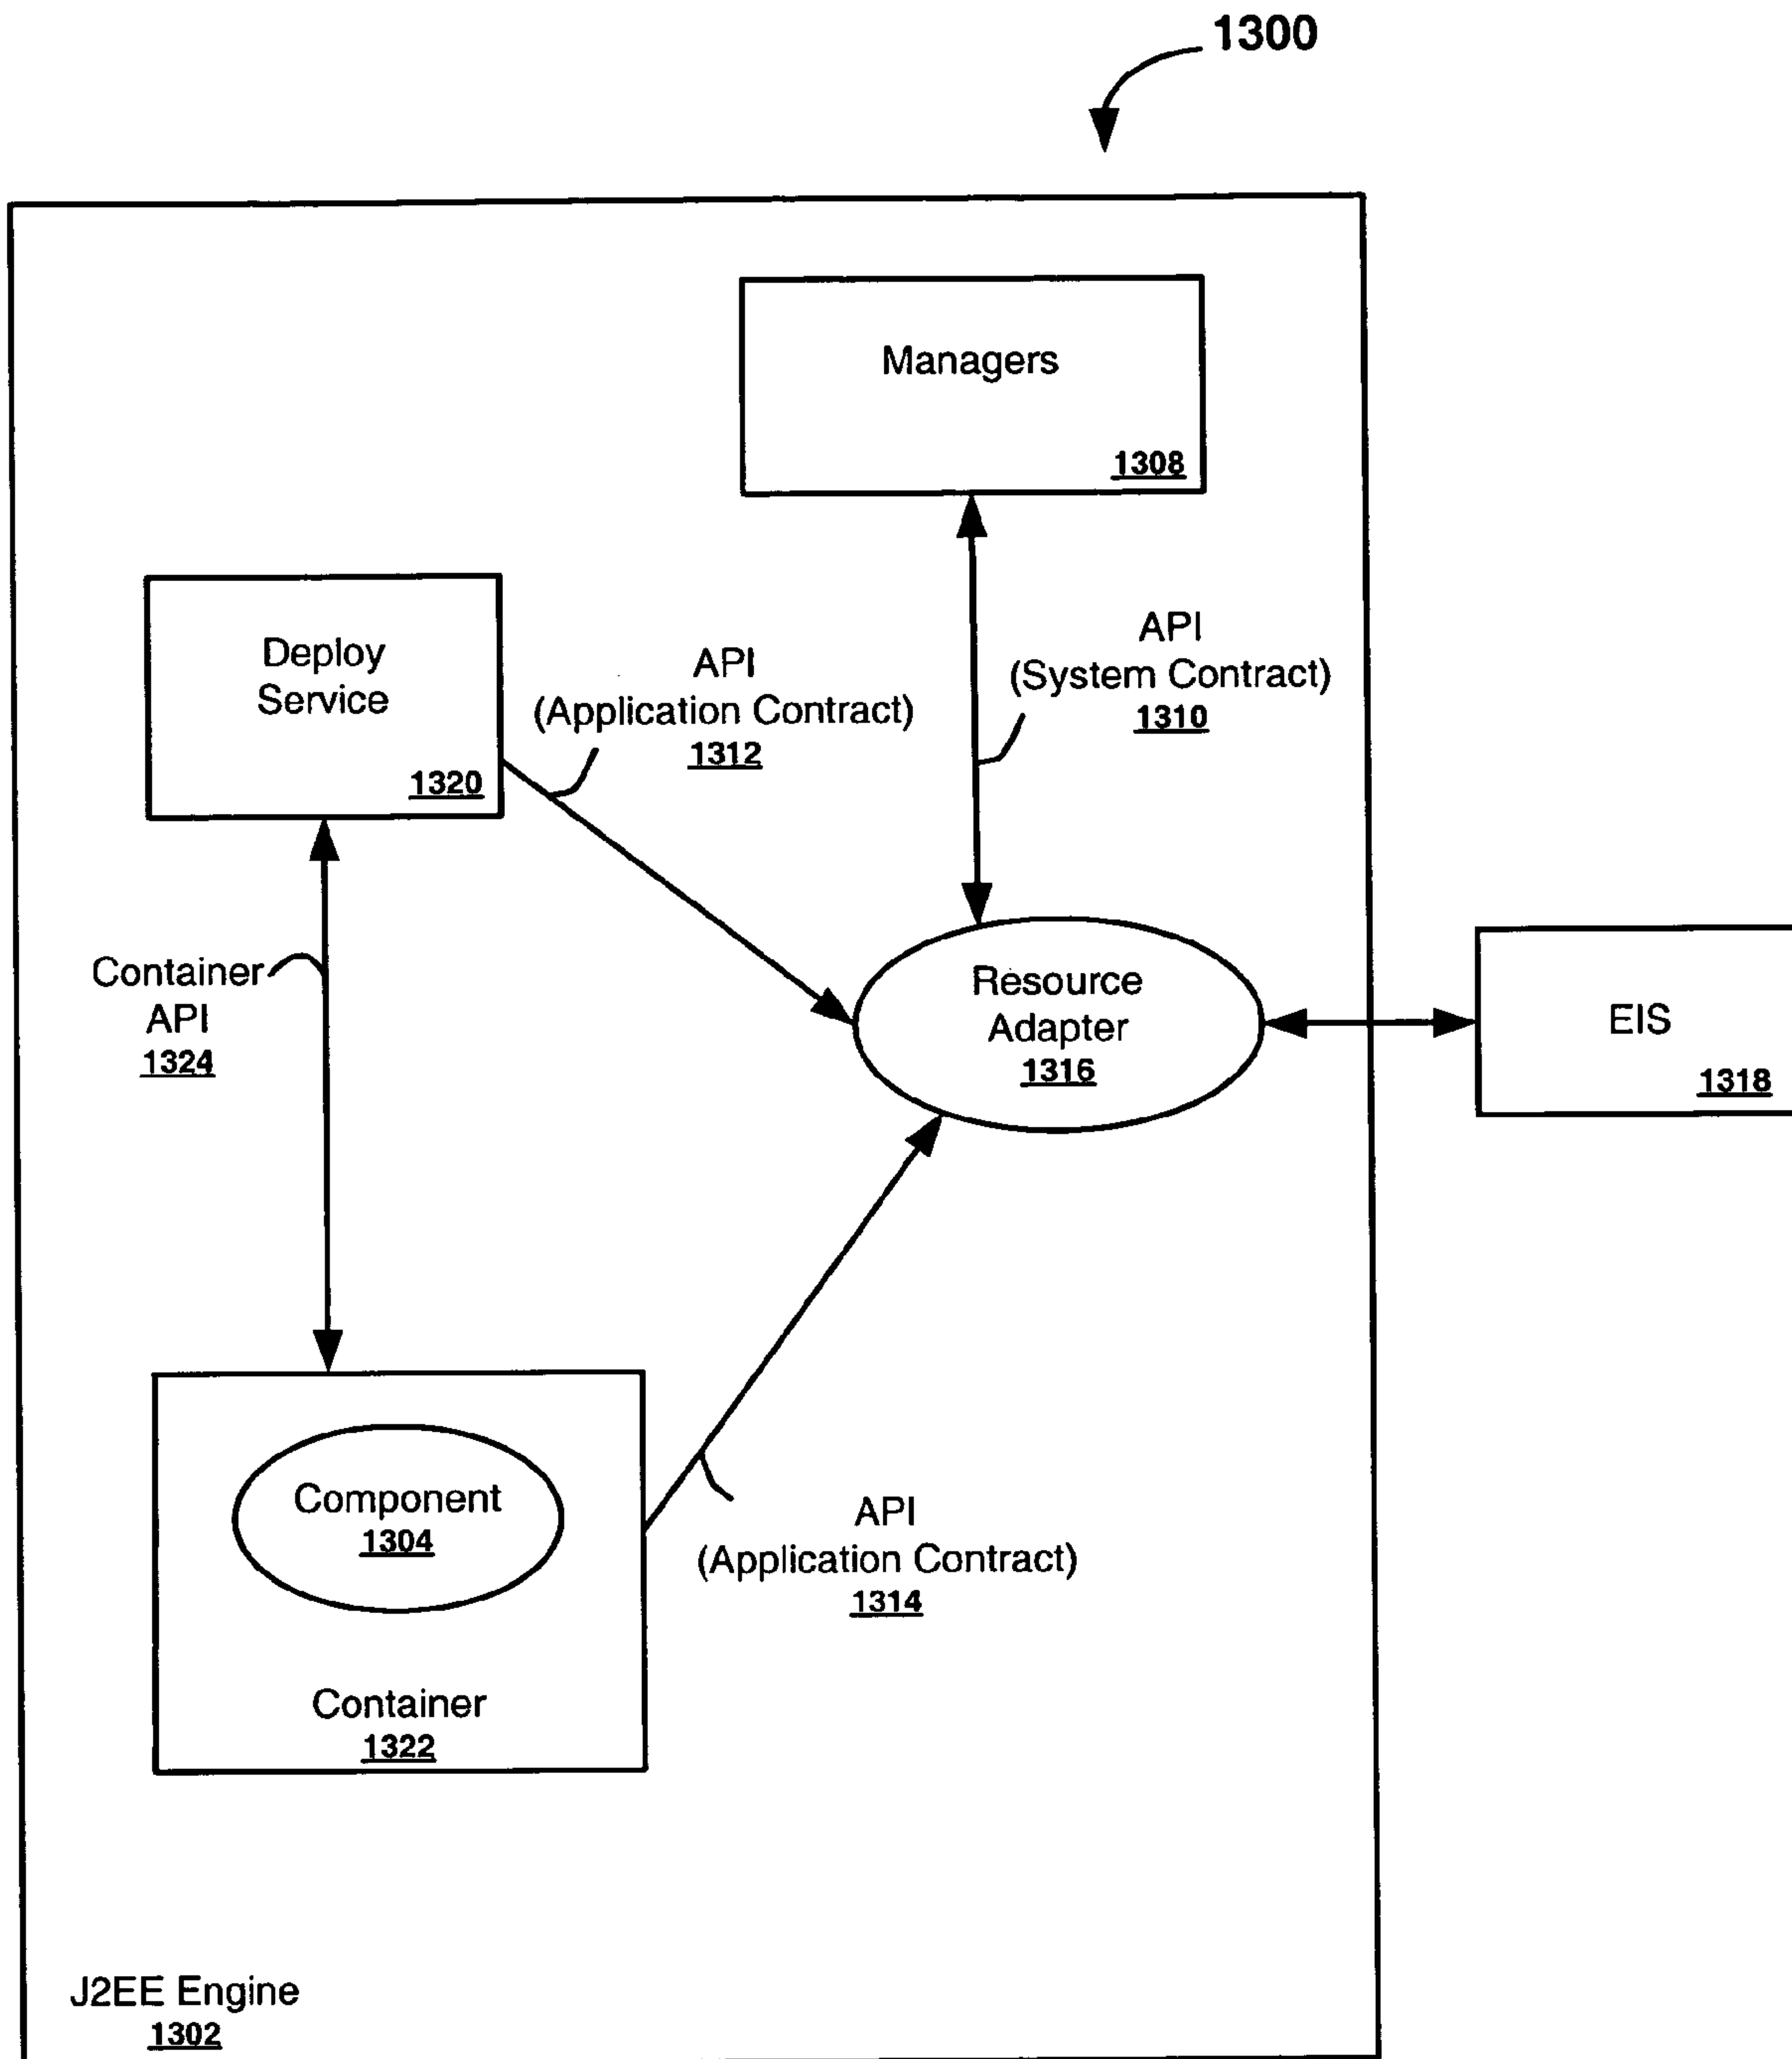 1300
Managers
1308
Deploy
Service
1320
API
(Application Contract)
1312
API
(System Contract)
1310
Container
API
1324
Resource
Adapter
1316
EIS
1318
Component
1304
Container
1322
API
(Application Contract)
1314
J2EE Engine
1302